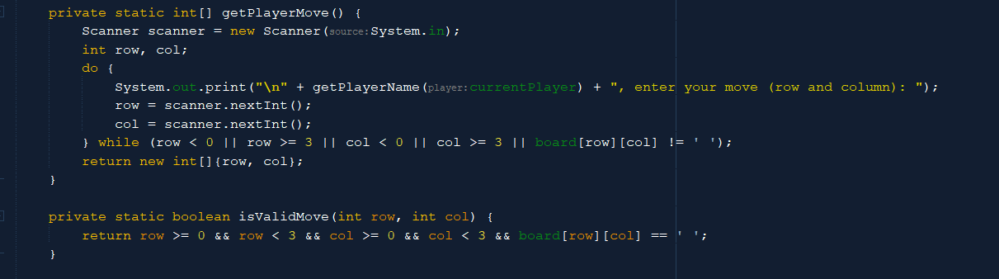 private static int[] getPlayerMove() {
Scanner scanner = new Scanner(source:System.in);
int row, col;
do {
System.out.print("\n" + getPlayerName(player:currentPlayer) + ", enter your move (row and column): ");
row = scanner.nextInt();
col = scanner.nextInt();
} while (row < 0 || row >= 3 || col < 0 || col >= 3 || board[row][col] != ' ');
return new int[]{row, col};
}
private static boolean isValidMove(int row, int col) {
return row >= 0 && row < 3 && col >= 0 && col < 3 && board[row][col] == ' ';
}